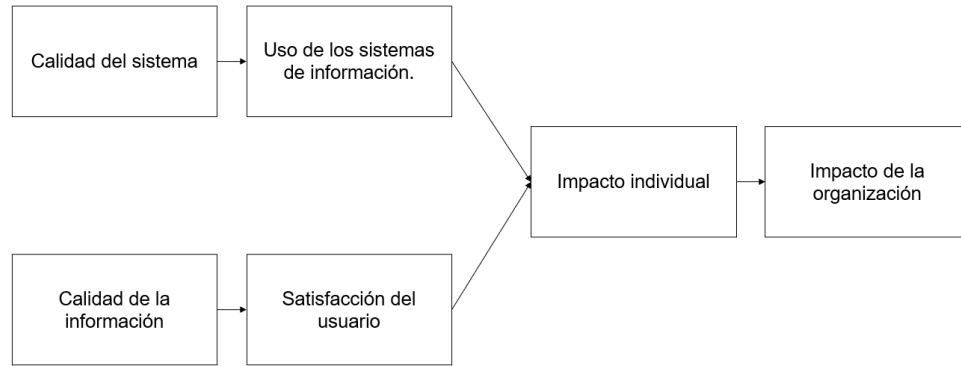 Calidad del sistema
Uso de los sistemas
de información.
Impacto individual
Impacto de la
organización
Calidad de la
información
Satisfacción del
usuario